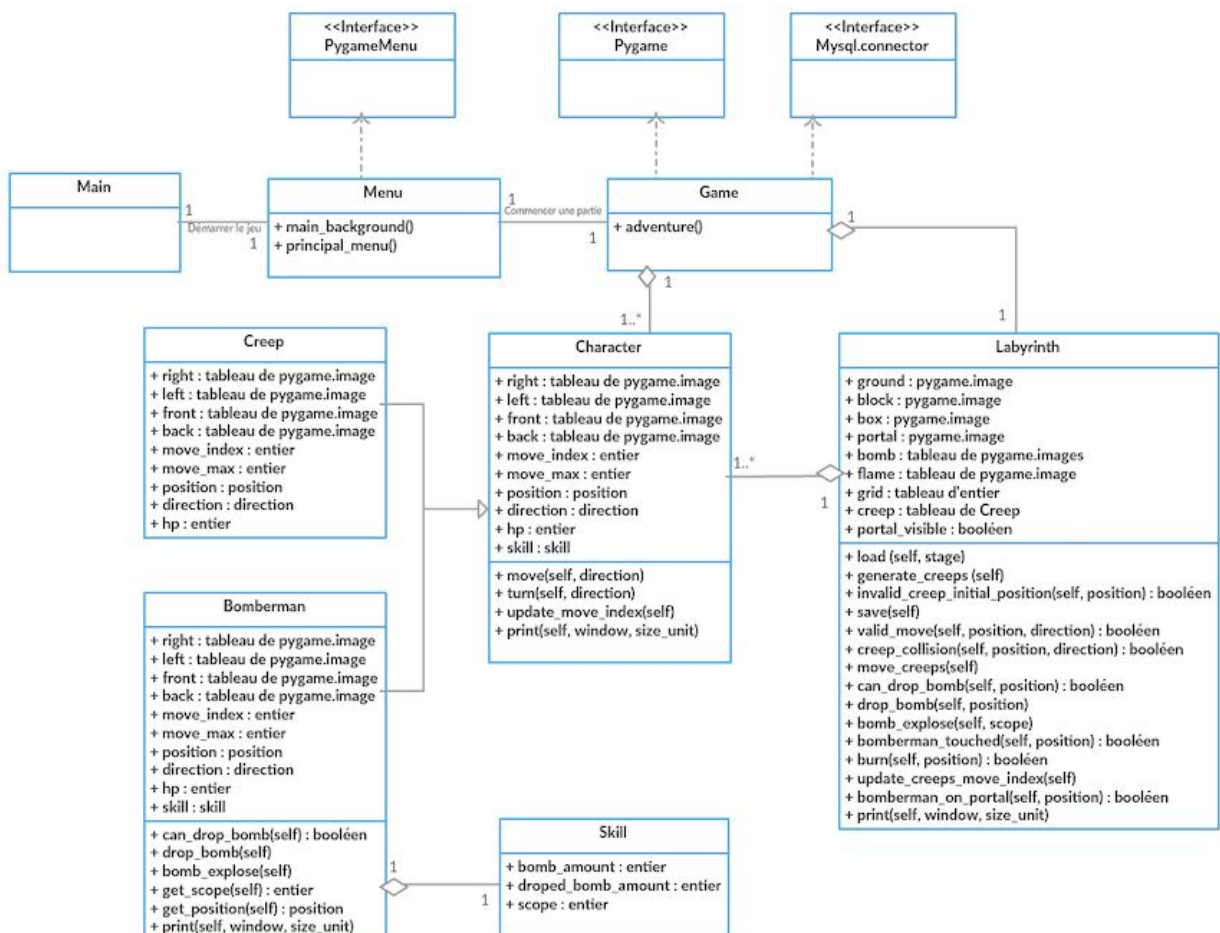 <<Interface>>
PygameMenu
<<Interface>>
Pygame
<<Interface>>
Mysql.connector
Main
1
Démarrer le jeu
1
Menu
+ main_background()
+ principal_menu()
1
Commencer une partie
1
Game
+ adventure()
1
1
1..*
1
Creep
+ right : tableau de pygame.image
+ left : tableau de pygame.image
+ front : tableau de pygame.image
+ back : tableau de pygame.image
+ move_index : entier
+ move_max : entier
+ position : position
+ direction : direction
+ hp : entier
Character
+ right : tableau de pygame.image
+ left : tableau de pygame.image
+ front : tableau de pygame.image
+ back : tableau de pygame.image
+ move_index : entier
+ move_max : entier
+ position : position
+ direction : direction
+ hp : entier
+ skill : skill
+ move(self, direction)
+ turn(self, direction)
+ update_move_index(self)
+ print(self, window, size_unit)
1..*
1
Labyrinth
+ ground : pygame.image
+ block : pygame.image
+ box : pygame.image
+ portal : pygame.image
+ bomb : tableau de pygame.images
+ flame : tableau de pygame.image
+ grid : tableau d'entier
+ creep : tableau de Creep
+ portal_visible : booléen
+ load (self, stage)
+ generate_creeps (self)
+ invalid_creep_initial_position(self, position) : booléen
+ save(self)
+ valid_move(self, position, direction) : booléen
+ creep_collision(self, position, direction) : booléen
+ move_creeps(self)
+ can_drop_bomb(self, position) : booléen
+ drop_bomb(self, position)
+ bomb_explose(self, scope)
+ bomberman_touched(self, position) : booléen
+ burn(self, position) : booléen
+ update_creeps_move_index(self)
+ bomberman_on_portal(self, position) : booléen
+ print(self, window, size_unit)
Bomberman
+ right : tableau de pygame.image
+ left : tableau de pygame.image
+ front : tableau de pygame.image
+ back : tableau de pygame.image
+ move_index : entier
+ move_max : entier
+ position : position
+ direction : direction
+ hp : entier
+ skill : skill
+ can_drop_bomb(self) : booléen
+ drop_bomb(self)
+ bomb_explose(self)
+ get_scope(self) : entier
+ get_position(self) : position
+ print(self, window, size_unit)
1
1
Skill
+ bomb_amount : entier
+ droped_bomb_amount : entier
+ scope : entier